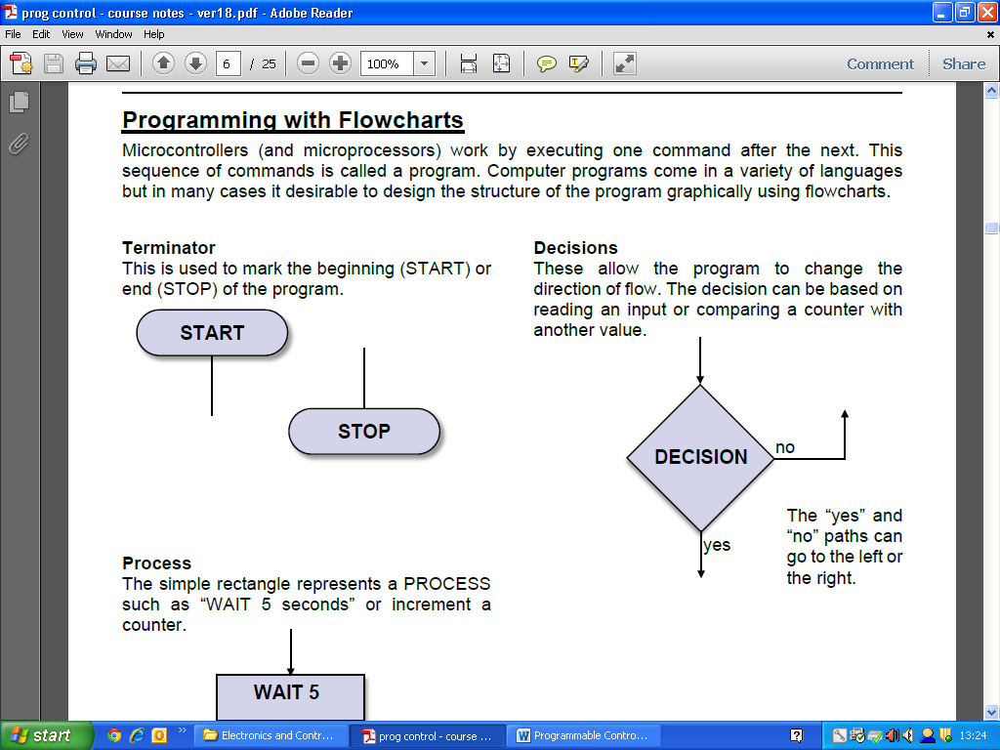 prog control - course notes - ver18.pdf - Adobe Reader
File Edit View Window Help
6 / 25 100% Comment Share
Programming with Flowcharts
Microcontrollers (and microprocessors) work by executing one command after the next. This
sequence of commands is called a program. Computer programs come in a variety of languages
but in many cases it desirable to design the structure of the program graphically using flowcharts.
Terminator
This is used to mark the beginning (START) or
end (STOP) of the program.
START
STOP
Decisions
These allow the program to change the
direction of flow. The decision can be based on
reading an input or comparing a counter with
another value.
DECISION
no
yes
The “yes” and
“no” paths can
go to the left or
the right.
Process
The simple rectangle represents a PROCESS
such as “WAIT 5 seconds” or increment a
counter.
WAIT 5
start
Electronics and Contr...
prog control - course ...
Programmable Contro...
13:24